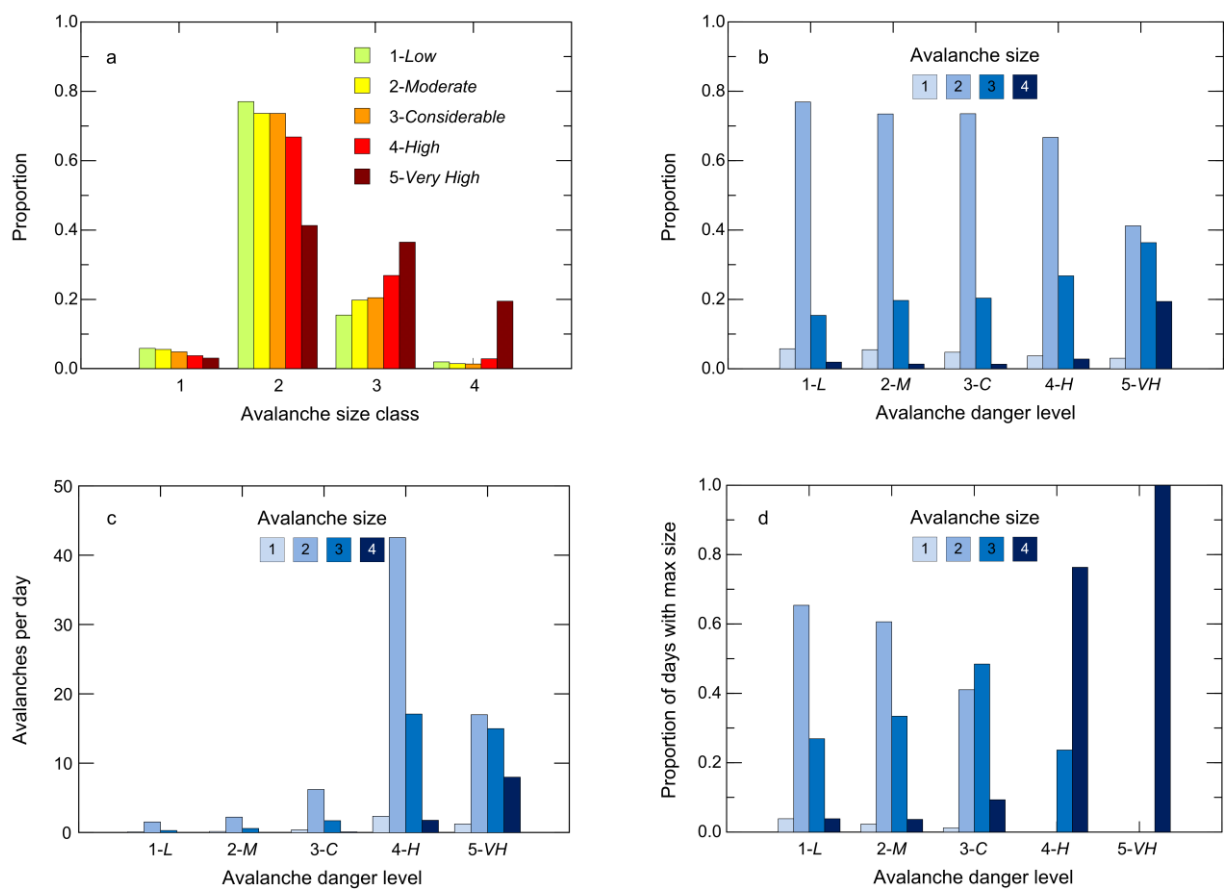 a
1-Low
2-Moderate
3-Considerable
4-High
5-Very High
1.0
0.8
0.6
0.4
0.2
0.0
Proportion
1 2 3 4
Avalanche size class
b
Avalanche size
1 2 3 4
1.0
0.8
0.6
0.4
0.2
0.0
Proportion
1-L 2-M 3-C 4-H 5-VH
Avalanche danger level
c
Avalanche size
1 2 3 4
50
40
30
20
10
0
Avalanches per day
1-L 2-M 3-C 4-H 5-VH
Avalanche danger level
d
Avalanche size
1 2 3 4
1.0
0.8
0.6
0.4
0.2
0.0
Proportion of days with max size
1-L 2-M 3-C 4-H 5-VH
Avalanche danger level